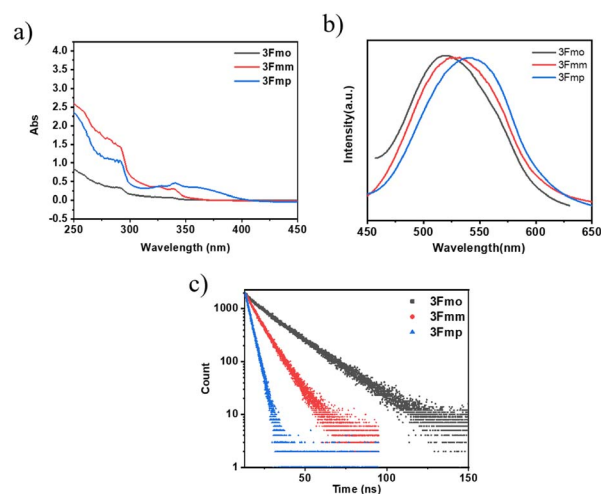 a)
4.0
3.5
3.0
2.5
2.0
1.5
1.0
0.5
0.0
-0.5
Abs
3Fmo
3Fmm
3Fmp
250 300 350 400 450
Wavelength (nm)
b)
Intensity(a.u.)
3Fmo
3Fmm
3Fmp
450 500 550 600 650
Wavelength(nm)
c)
1000
100
10
1
Count
3Fmo
3Fmm
3Fmp
50 100 150
Time (ns)